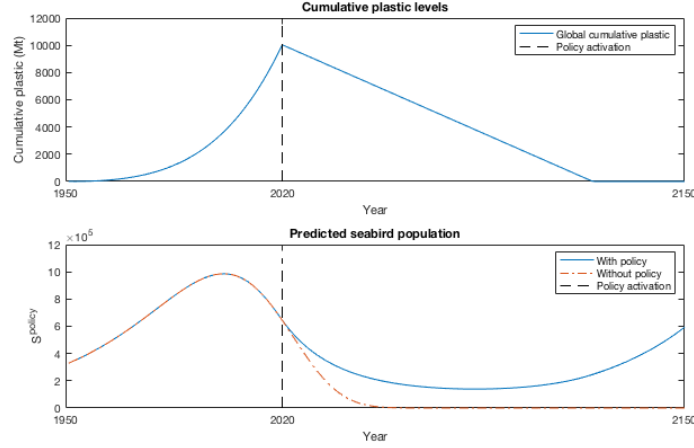 Cumulative plastic levels
12000
10000
8000
6000
4000
2000
0
Cumulative plastic (Mt)
Global cumulative plastic
Policy activation
1950
2020
2150
Year
Predicted seabird population
×10^5
12
10
8
6
4
2
0
S^policy
With policy
Without policy
Policy activation
1950
2020
2150
Year